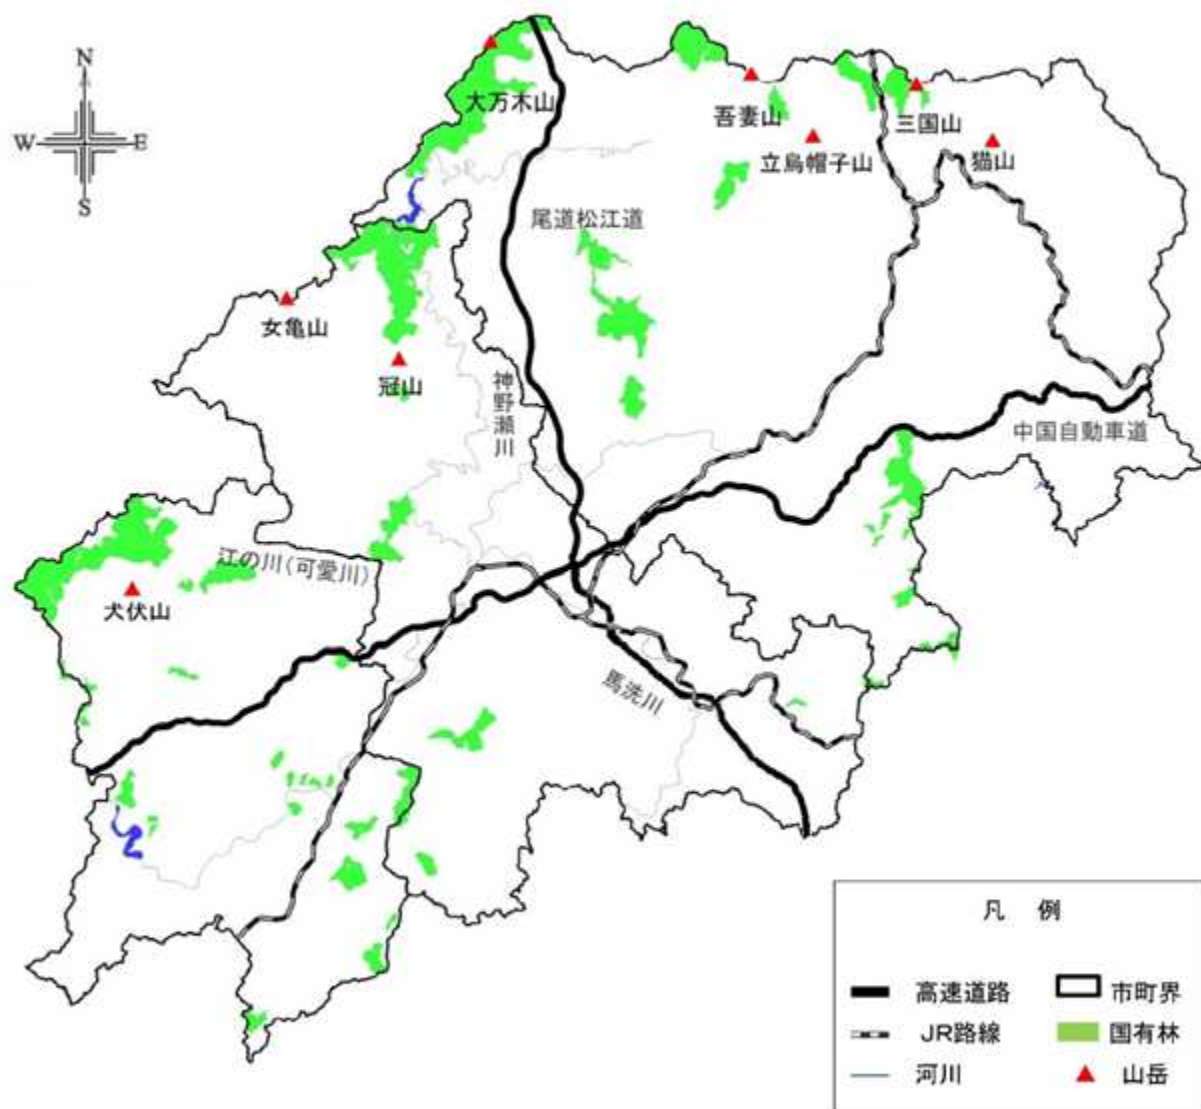 N
W
E
S
大万木山
吾妻山
三国山
立烏帽子山
猫山
尾道松江道
女亀山
冠山
神野瀬川
中国自動車道
江の川(可愛川)
犬伏山
馬洗川
凡 例
高速道路
市町界
JR路線
国有林
河川
山岳